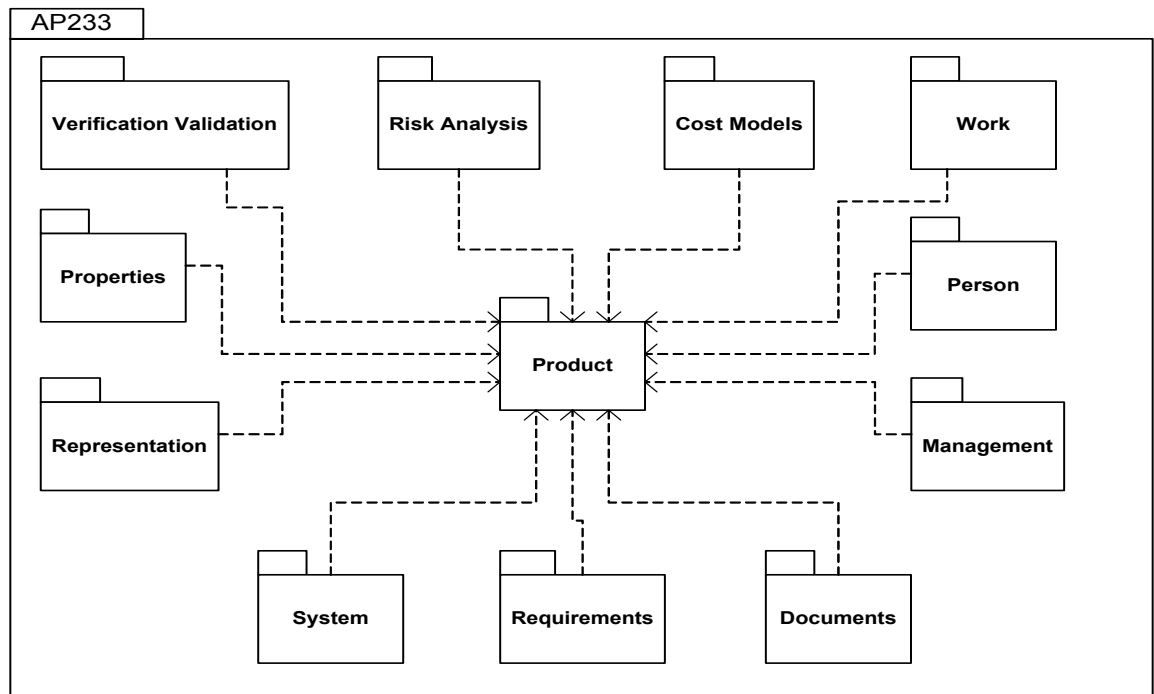 AP233
Verification Validation
Risk Analysis
Cost Models
Work
Properties
Person
Product
Representation
Management
System
Requirements
Documents